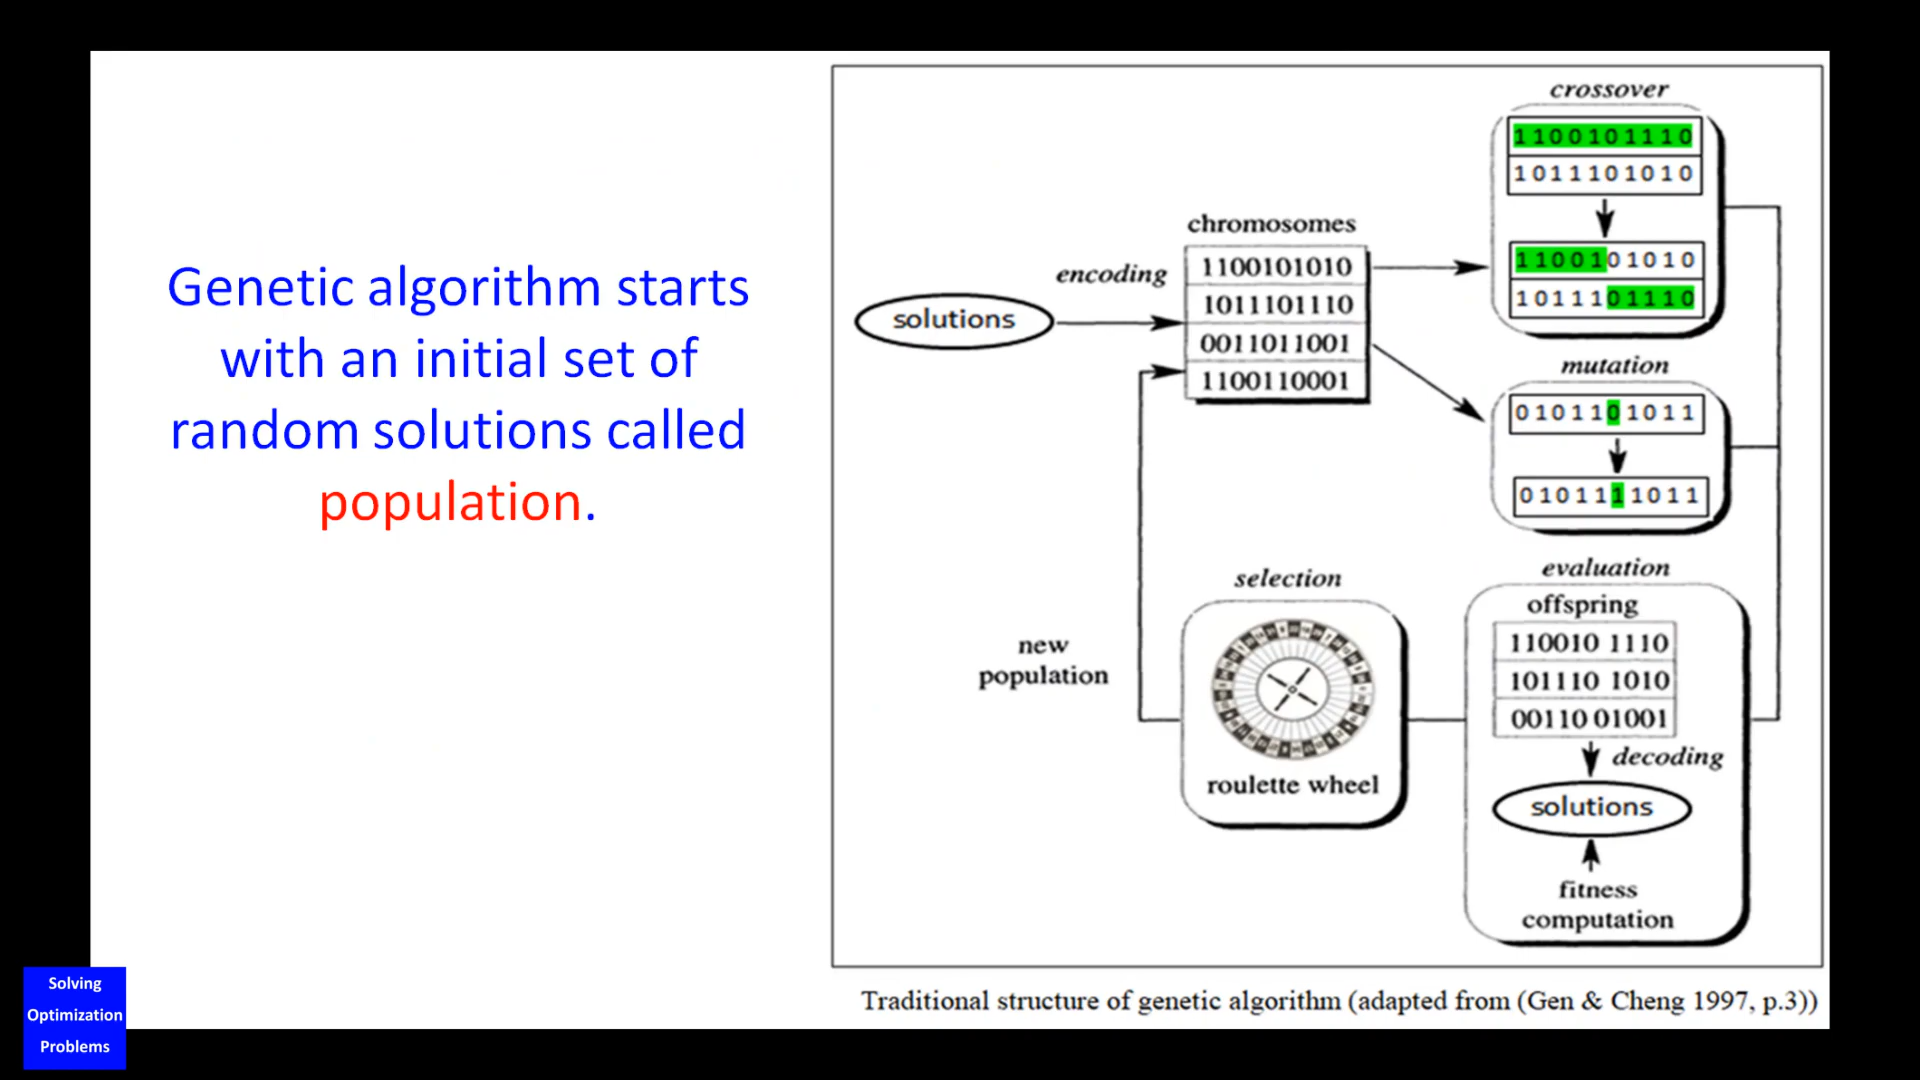 Genetic algorithm starts
with an initial set of
random solutions called
population.
crossover
1100101110
1011101010
1100101010
1011101110
chromosomes
1100101010
1011101110
0011011001
1100110001
encoding
solutions
mutation
0101101011
0101111011
evaluation
offspring
110010 1110
101110 1010
00110 01001
decoding
solutions
fitness
computation
selection
roulette wheel
new
population
Traditional structure of genetic algorithm (adapted from (Gen & Cheng 1997, p.3))
Solving
Optimization
Problems